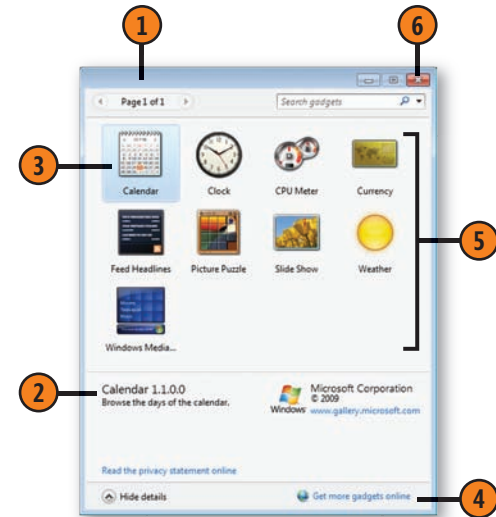 1
6
Page 1 of 1
Search gadgets
3
Calendar
Clock
CPU Meter
Currency
5
Feed Headlines
Picture Puzzle
Slide Show
Weather
Windows Media...
2
Calendar 1.1.0.0
Browse the days of the calendar.
Windows
Microsoft Corporation
© 2009
www.gallery.microsoft.com
Read the privacy statement online
Hide details
Get more gadgets online
4